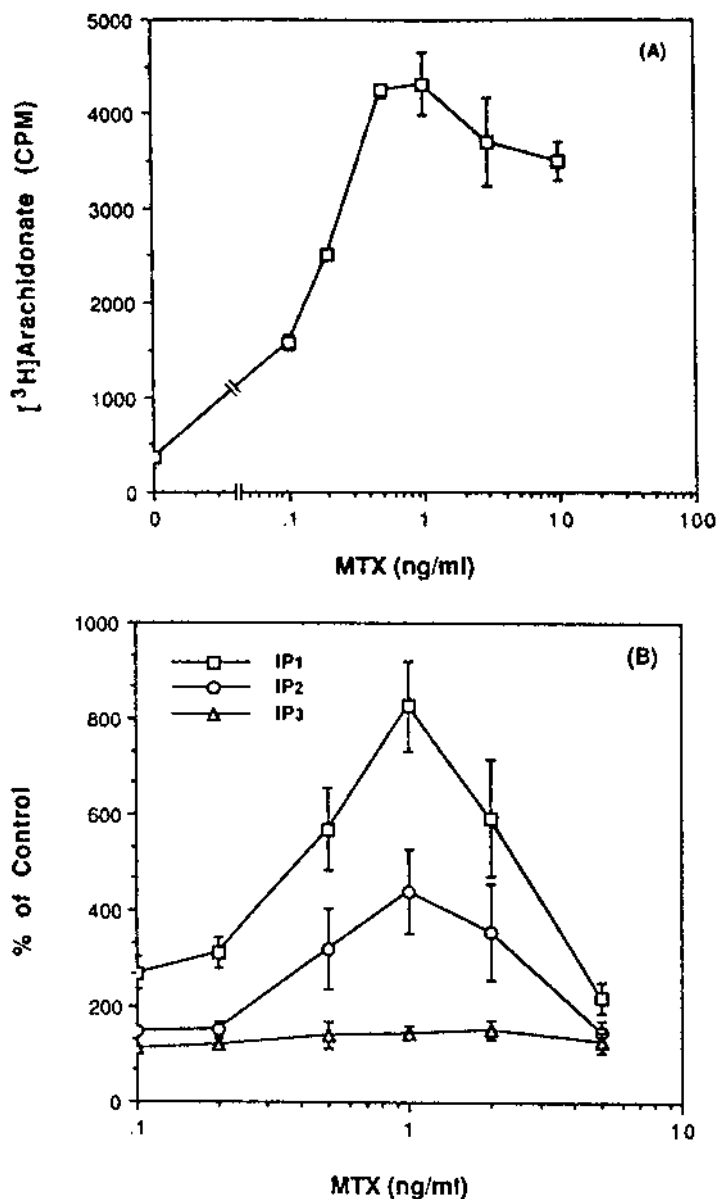 5000
(A)
4000
3000
2000
1000
0
[³H]Arachidonate (CPM)
0
.1
1
10
100
MTX (ng/ml)
1000
(B)
IP1
IP2
IP3
800
600
400
200
0
% of Control
.1
1
10
MTX (ng/ml)